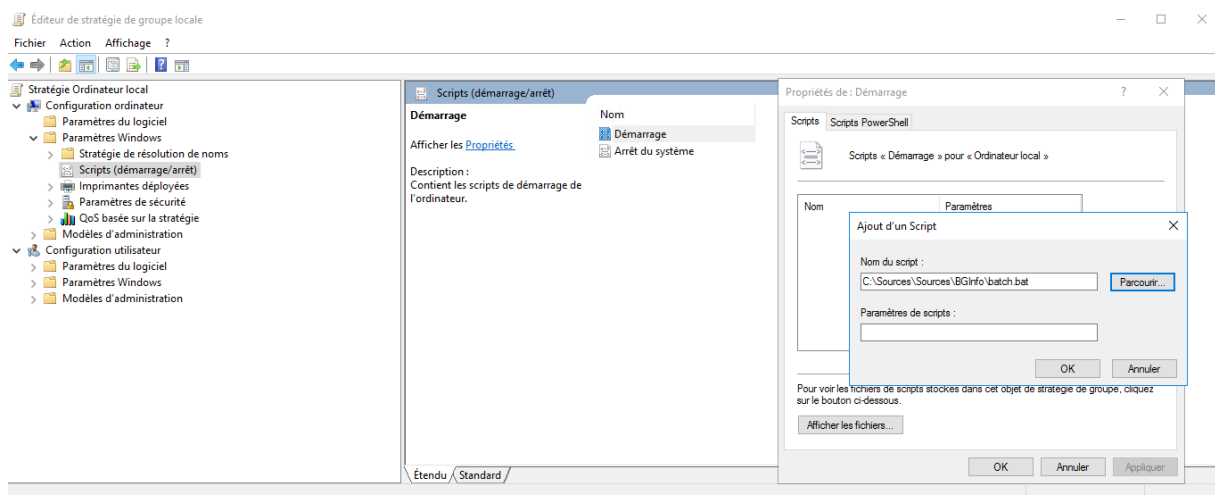 Éditeur de stratégie de groupe locale
Fichier Action Affichage ?
Stratégie Ordinateur local
Configuration ordinateur
Paramètres du logiciel
Paramètres Windows
Stratégie de résolution de noms
Scripts (démarrage/arrêt)
Imprimantes déployées
Paramètres de sécurité
QoS basée sur la stratégie
Modèles d'administration
Configuration utilisateur
Paramètres du logiciel
Paramètres Windows
Modèles d'administration
Scripts (démarrage/arrêt)
Démarrage
Afficher les Propriétés
Description :
Contient les scripts de démarrage de
l'ordinateur.
Nom
Démarrage
Arrêt du système
Étendu Standard
Propriétés de : Démarrage ?
Scripts Scripts PowerShell
Scripts « Démarrage » pour « Ordinateur local »
Nom Paramètres
Ajout d'un Script
Nom du script :
C:\Sources\Sources\BGInfo\batch.bat Parcourir...
Paramètres de scripts :
OK Annuler
Pour voir les fichiers de scripts stockés dans cet objet de stratégie de groupe, cliquez
sur le bouton ci-dessous.
Afficher les fichiers...
OK Annuler Appliquer